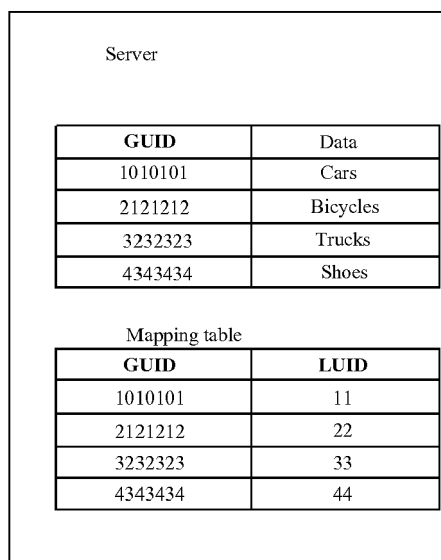 Server
GUID Data
1010101 Cars
2121212 Bicycles
3232323 Trucks
4343434 Shoes
Mapping table
GUID LUID
1010101 11
2121212 22
3232323 33
4343434 44